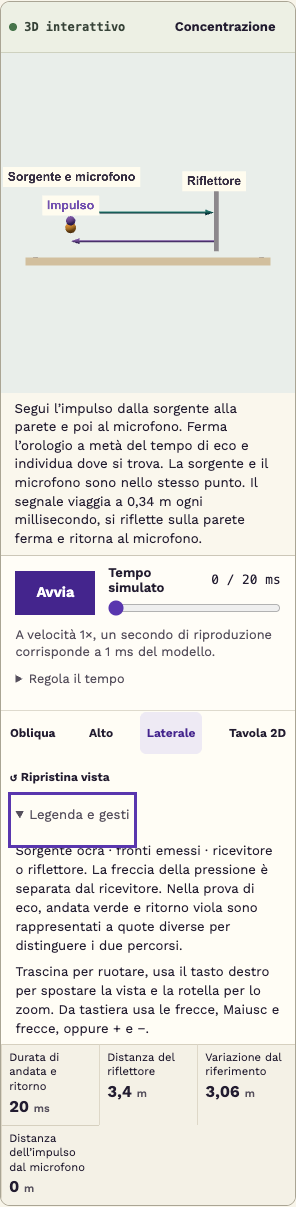 3D interattivo
Concentrazione
Sorgente e microfono
Riflettore
Impulso
Segui l’impulso dalla sorgente alla
parete e poi al microfono. Ferma
l’orologio a metà del tempo di eco e
individua dove si trova. La sorgente e il
microfono sono nello stesso punto. Il
segnale viaggia a 0,34 m ogni
millisecondo, si riflette sulla parete
ferma e ritorna al microfono.
Avvia
Tempo
simulato
0 / 20 ms
A velocità 1×, un secondo di riproduzione
corrisponde a 1 ms del modello.
▶ Regola il tempo
Obliqua
Alto
Laterale
Tavola 2D
↺ Ripristina vista
▼ Legenda e gesti
Sorgente ocra · fronti emessi · ricevitore
o riflettore. La freccia della pressione è
separata dal ricevitore. Nella prova di
eco, andata verde e ritorno viola sono
rappresentati a quote diverse per
distinguere i due percorsi.
Trascina per ruotare, usa il tasto destro
per spostare la vista e la rotella per lo
zoom. Da tastiera usa le frecce, Maiusc e
frecce, oppure + e −.
Durata di
andata e
ritorno
20 ms
Distanza del
riflettore
3,4 m
Variazione dal
riferimento
3,06 m
Distanza
dell’impulso
dal microfono
0 m